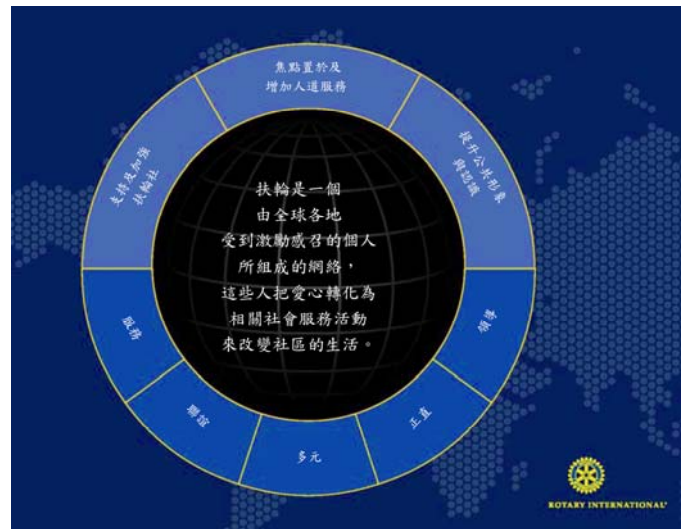 焦點置於及
增加人道服務
支持及加強
扶輪社
提升公共形象
與認識
扶輪是一個
由全球各地
受到激勵感召的個人
所組成的網絡，
這些人把愛心轉化為
相關社會服務活動
來改變社區的生活。
服務
聯誼
多元
正直
領導
ROTARY INTERNATIONAL®